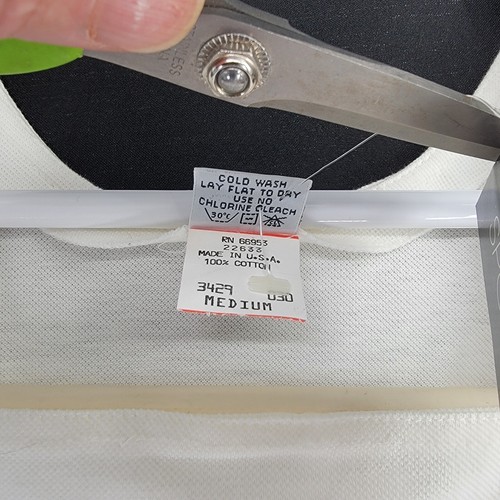 COLD WASH
LAY FLAT TO DRY
USE NO
CHLORINE BLEACH
30°C
RN 66953
22633
MADE IN U.S.A.
100% COTTON
3429 030
MEDIUM